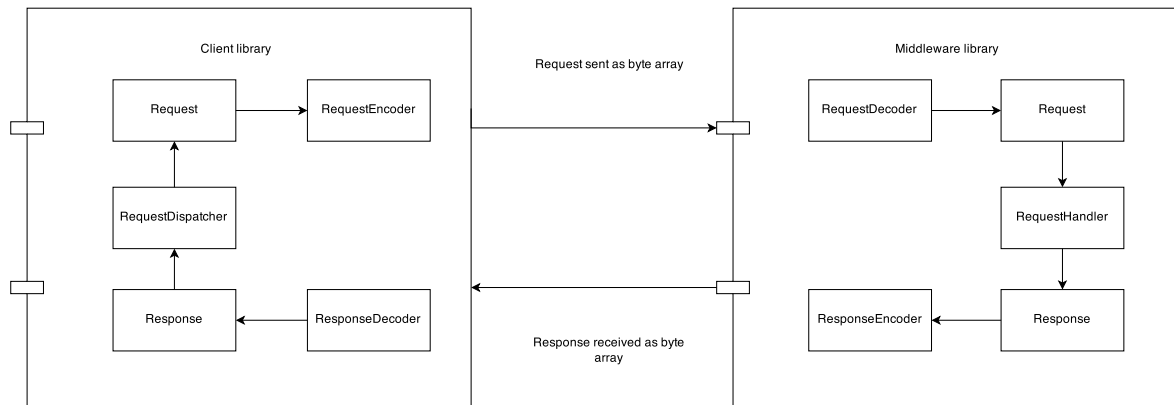 Client library
Request
RequestEncoder
RequestDispatcher
Response
ResponseDecoder
Request sent as byte array
Response received as byte
array
Middleware library
RequestDecoder
Request
RequestHandler
ResponseEncoder
Response